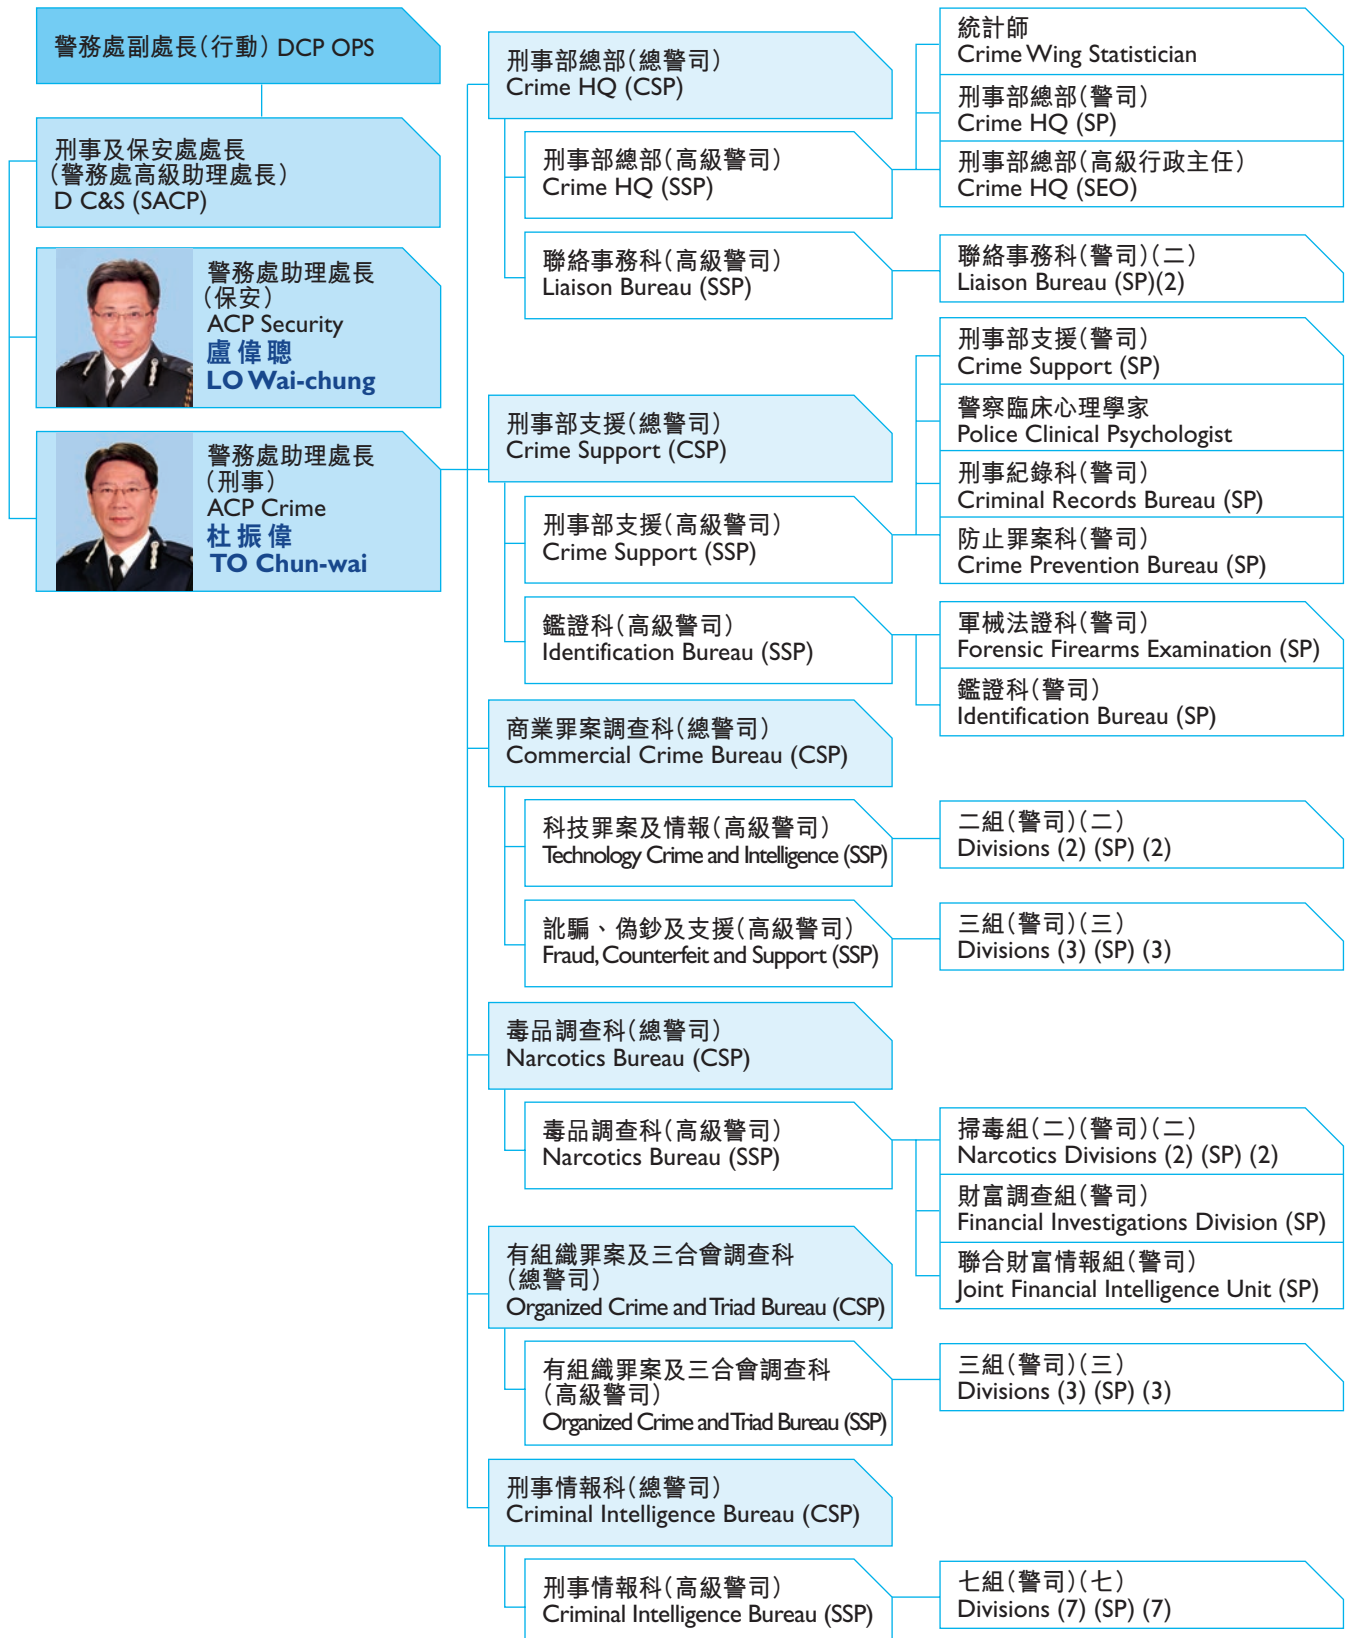 警務處副處長（行動） DCP OPS
刑事及保安處處長
（警務處高級助理處長）
D C&S (SACP)
警務處助理處長
（保安）
ACP Security
盧偉聰
LO Wai-chung
警務處助理處長
（刑事）
ACP Crime
杜振偉
TO Chun-wai
刑事部總部（總警司）
Crime HQ (CSP)
刑事部總部（高級警司）
Crime HQ (SSP)
統計師
Crime Wing Statistician
刑事部總部（警司）
Crime HQ (SP)
刑事部總部（高級行政主任）
Crime HQ (SEO)
聯絡事務科（高級警司）
Liaison Bureau (SSP)
聯絡事務科（警司）（二）
Liaison Bureau (SP)(2)
刑事部支援（總警司）
Crime Support (CSP)
刑事部支援（高級警司）
Crime Support (SSP)
刑事部支援（警司）
Crime Support (SP)
警察臨床心理學家
Police Clinical Psychologist
刑事紀錄科（警司）
Criminal Records Bureau (SP)
防止罪案科（警司）
Crime Prevention Bureau (SP)
鑑證科（高級警司）
Identification Bureau (SSP)
軍械法證科（警司）
Forensic Firearms Examination (SP)
鑑證科（警司）
Identification Bureau (SP)
商業罪案調查科（總警司）
Commercial Crime Bureau (CSP)
科技罪案及情報（高級警司）
Technology Crime and Intelligence (SSP)
二組（警司）（二）
Divisions (2) (SP) (2)
訛騙、偽鈔及支援（高級警司）
Fraud, Counterfeit and Support (SSP)
三組（警司）（三）
Divisions (3) (SP) (3)
毒品調查科（總警司）
Narcotics Bureau (CSP)
毒品調查科（高級警司）
Narcotics Bureau (SSP)
掃毒組（二）（警司）（二）
Narcotics Divisions (2) (SP) (2)
財富調查組（警司）
Financial Investigations Division (SP)
聯合財富情報組（警司）
Joint Financial Intelligence Unit (SP)
有組織罪案及三合會調查科
（總警司）
Organized Crime and Triad Bureau (CSP)
有組織罪案及三合會調查科
（高級警司）
Organized Crime and Triad Bureau (SSP)
三組（警司）（三）
Divisions (3) (SP) (3)
刑事情報科（總警司）
Criminal Intelligence Bureau (CSP)
刑事情報科（高級警司）
Criminal Intelligence Bureau (SSP)
七組（警司）（七）
Divisions (7) (SP) (7)